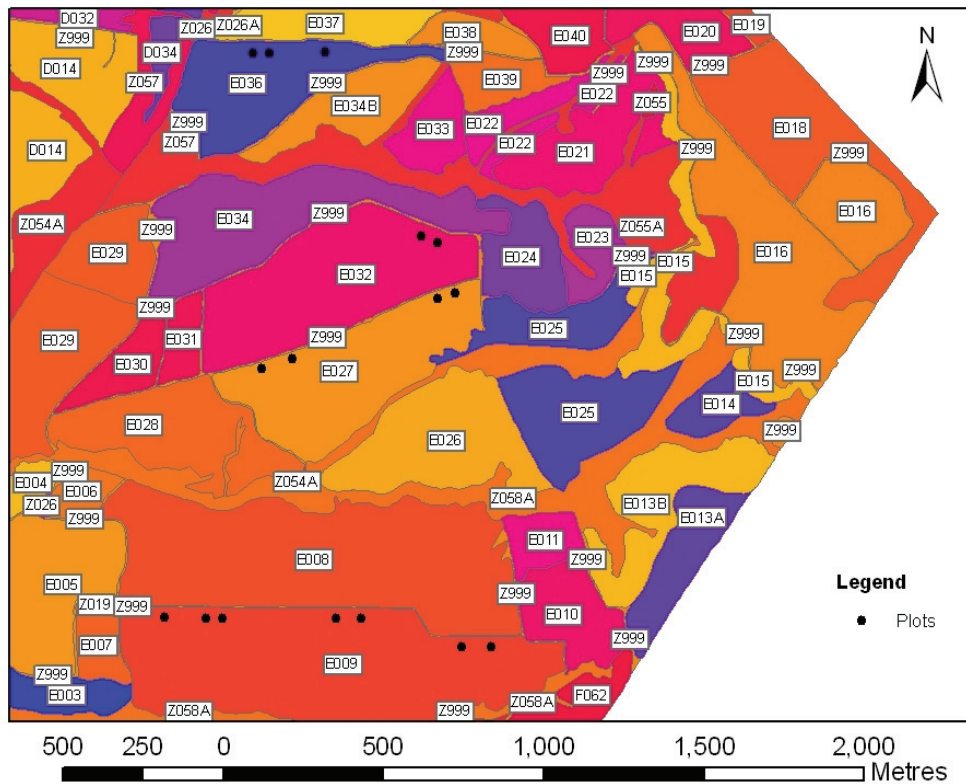 D032
Z026
Z026A
E037
E019
E038
E040
E020
Z999
D034
Z999
Z999
Z999
D014
Z057
E036
Z999
E039
Z999
E022
E034B
Z055
Z999
Z057
E033
E022
E022
E018
D014
E021
Z999
Z999
Z054A
E034
Z999
E016
Z999
E023
Z055A
E029
E024
E016
Z999
E015
E032
E015
Z999
E025
E029
Z999
Z999
E031
E030
E027
Z999
E015
E025
E014
E028
E026
Z999
Z999
E004
Z054A
E006
Z058A
Z026
E013B
Z999
E013A
E011
E008
Z999
E005
Z999
Legend
Z019
Z999
E010
Plots
E007
Z999
E009
Z999
E003
F062
Z058A
Z058A
Z999
N
500 250 0 500 1,000 1,500 2,000
Metres